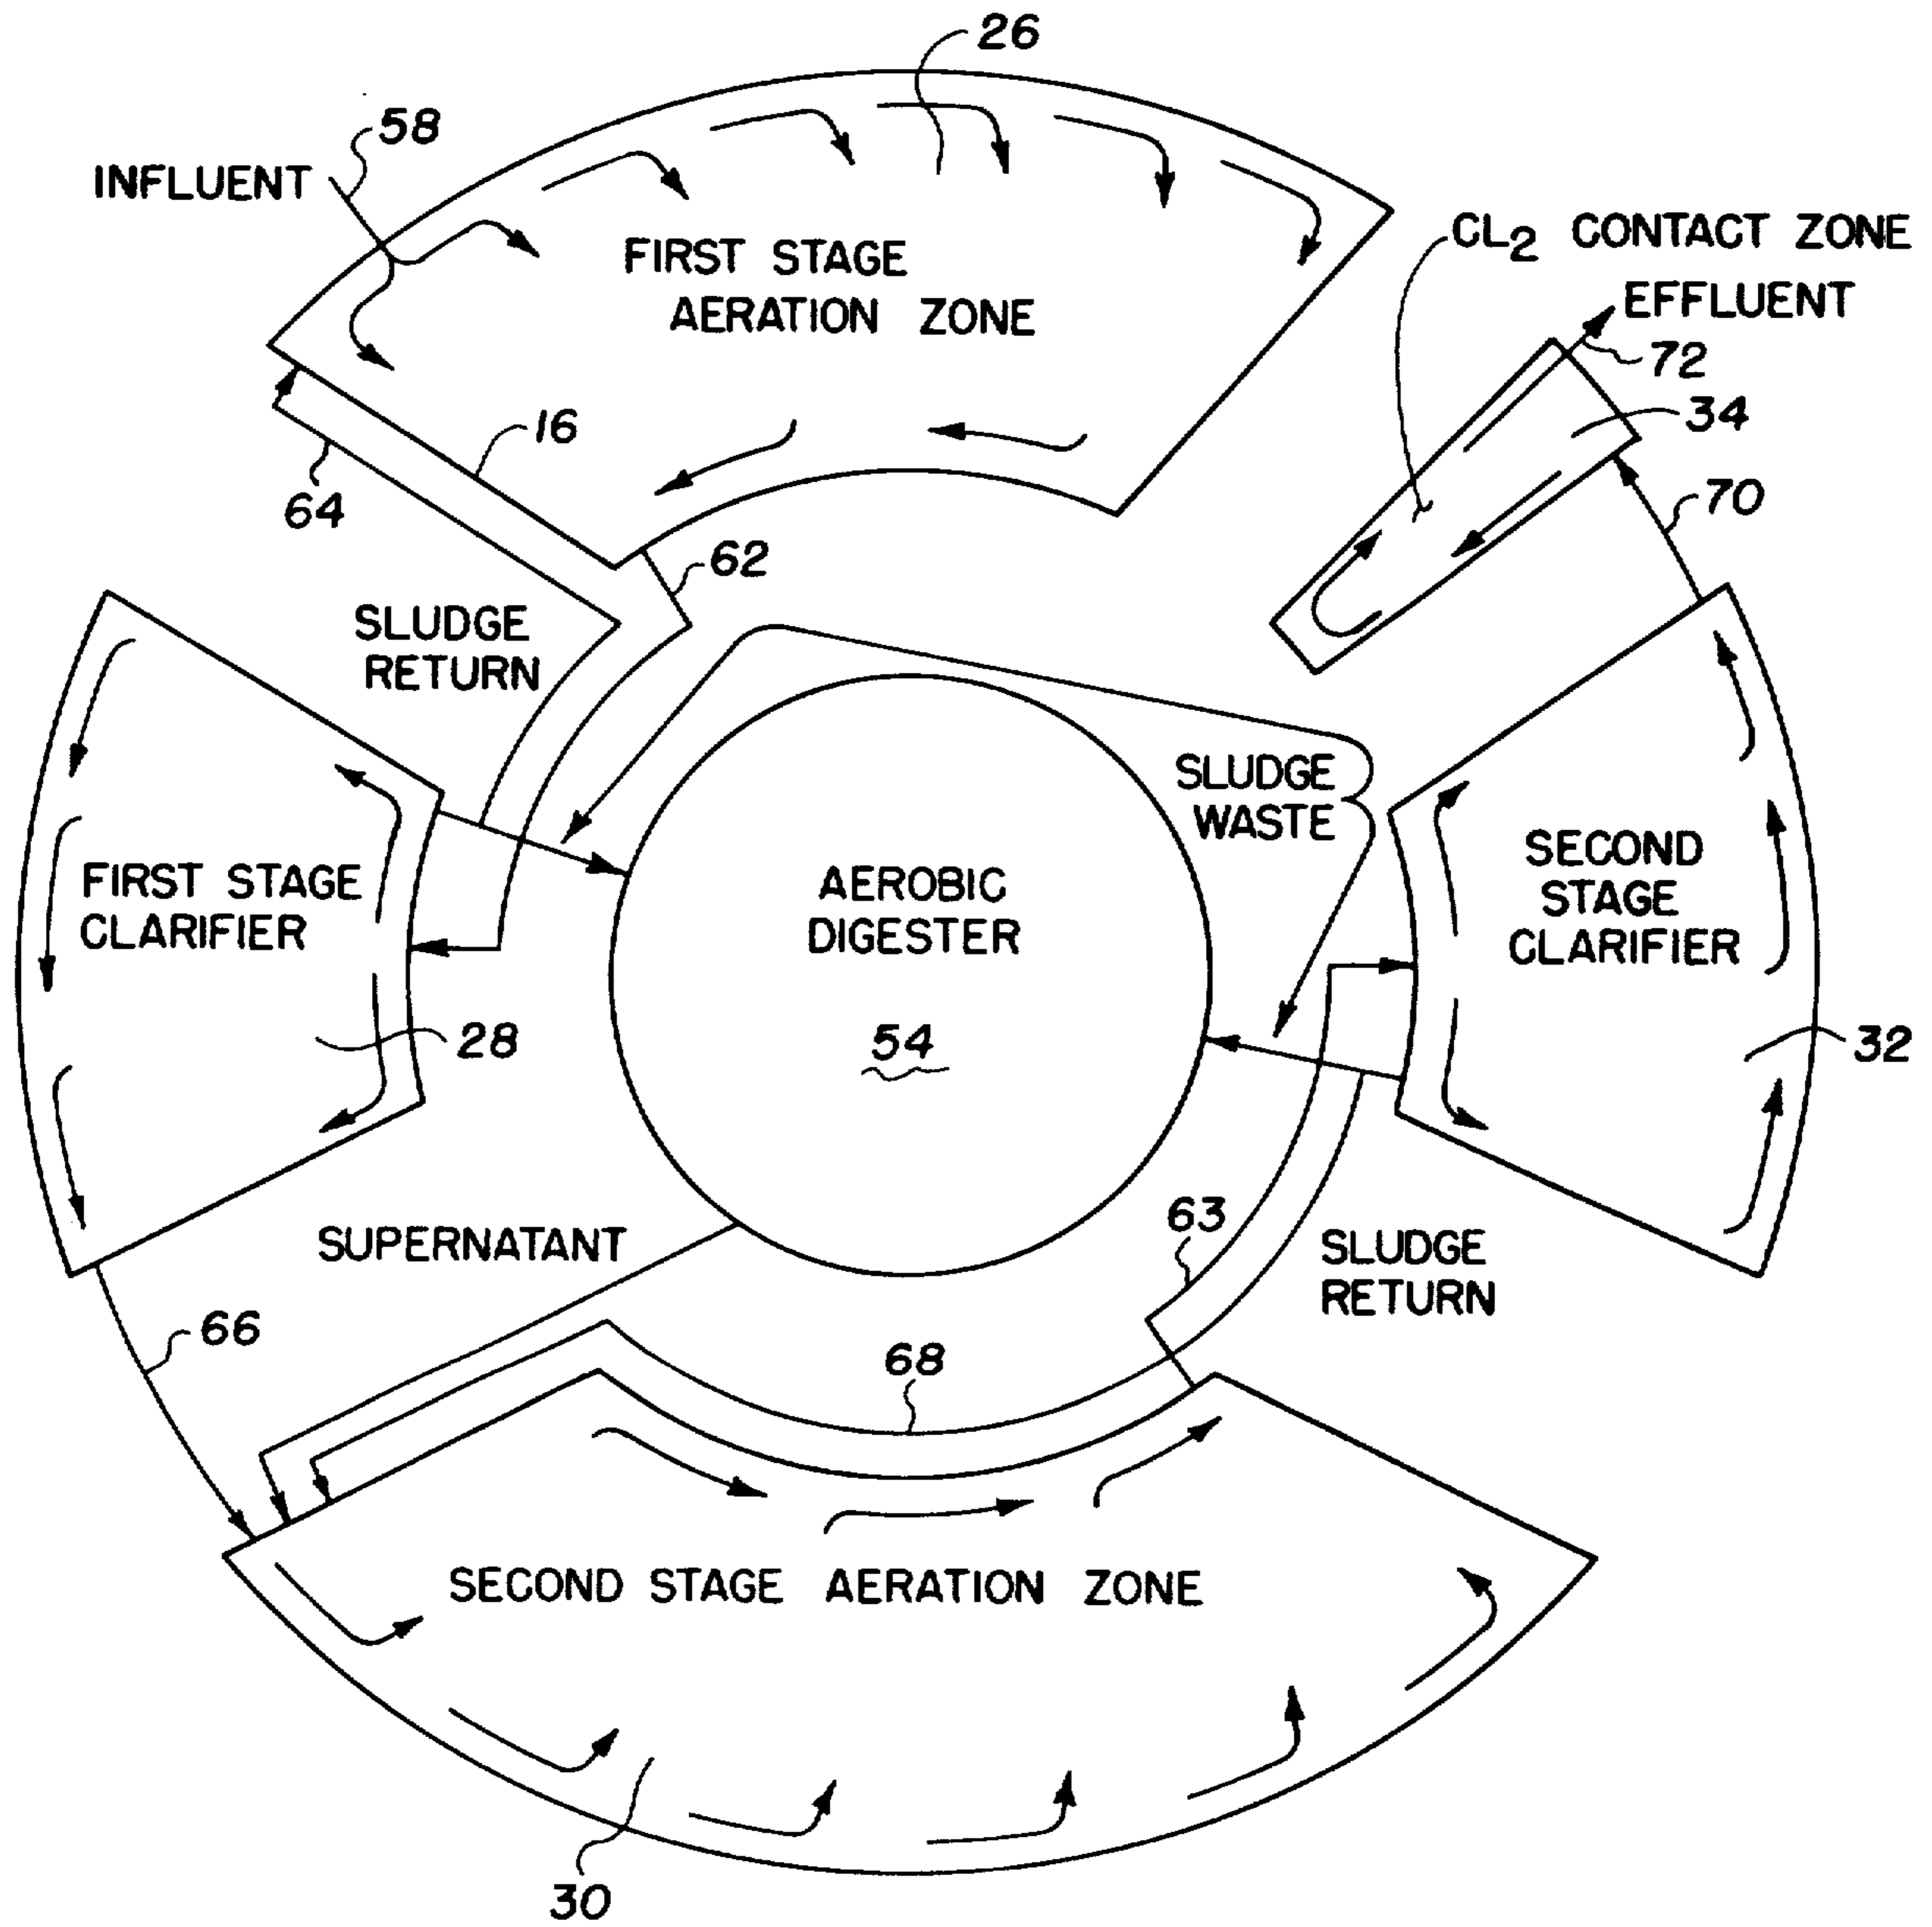 26
58
INFLUENT
CL2 CONTACT ZONE
FIRST STAGE
AERATION ZONE
EFFLUENT
72
34
16
64
70
62
SLUDGE
RETURN
SLUDGE
WASTE
FIRST STAGE
CLARIFIER
AEROBIC
DIGESTER
SECOND
STAGE
CLARIFIER
54
28
32
63
SUPERNATANT
SLUDGE
RETURN
66
68
SECOND STAGE AERATION ZONE
30